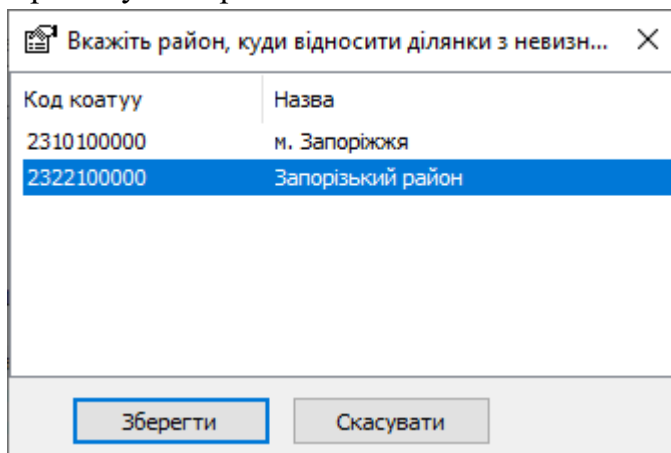 Вкажіть район, куди відносити ділянки з невизн...
Код коатуу Назва
2310100000 м. Запоріжжя
2322100000 Запорізький район
Зберегти Скасувати